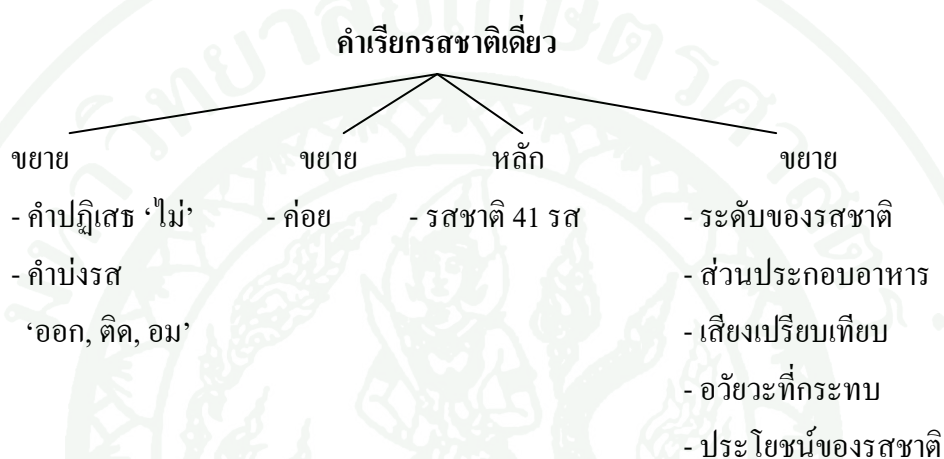 คำเรียกรสชาติเดี่ยว
ขยาย ขยาย หลัก ขยาย
- คำปฏิเสธ ‘ไม่’ - ค่อย - รสชาติ 41 รส - ระดับของรสชาติ
- คำบ่งรส - ส่วนประกอบอาหาร
‘ออก, ติด, อม’ - เสียงเปรียบเทียบ
- อวัยวะที่กระทบ
- ประโยชน์ของรสชาติ